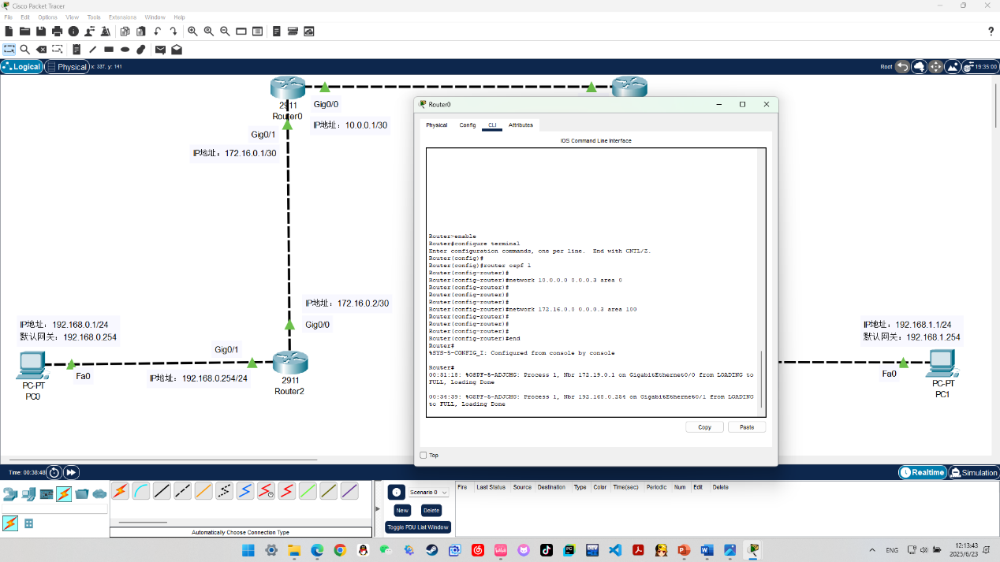 Cisco Packet Tracer
File Edit Options View Tools Extensions Window Help
?
Logical
Physical
x: 337, y: 141
Root
19:35:00
2911
Router0
Gig0/0
IP地址：10.0.0.1/30
Gig0/1
IP地址：172.16.0.1/30
IP地址：172.16.0.2/30
Gig0/0
IP地址：192.168.0.1/24
默认网关：192.168.0.254
Gig0/1
IP地址：192.168.0.254/24
Fa0
PC-PT
PC0
2911
Router2
IP地址：192.168.1.1/24
默认网关：192.168.1.254
Fa0
PC-PT
PC1
Router0
Physical Config CLI Attributes
IOS Command Line Interface
Router>enable
Router#configure terminal
Enter configuration commands, one per line.  End with CNTL/Z.
Router(config)#
Router(config)#router ospf 1
Router(config-router)#
Router(config-router)#network 10.0.0.0 0.0.0.3 area 0
Router(config-router)#
Router(config-router)#
Router(config-router)#
Router(config-router)#network 172.16.0.0 0.0.0.3 area 100
Router(config-router)#
Router(config-router)#
Router(config-router)#
Router(config-router)#end
Router#
%SYS-5-CONFIG_I: Configured from console by console
Router#
00:31:18: %OSPF-5-ADJCHG: Process 1, Nbr 172.19.0.1 on GigabitEthernet0/0 from LOADING to
FULL, Loading Done
00:34:39: %OSPF-5-ADJCHG: Process 1, Nbr 192.168.0.254 on GigabitEthernet0/1 from LOADING
to FULL, Loading Done
Copy
Paste
Top
Time: 00:38:48
Realtime
Simulation
Automatically Choose Connection Type
Scenario 0
New
Delete
Toggle PDU List Window
Fire Last Status Source Destination Type Color Time(sec) Periodic Num Edit Delete
ENG
12:13:43
2025/6/23